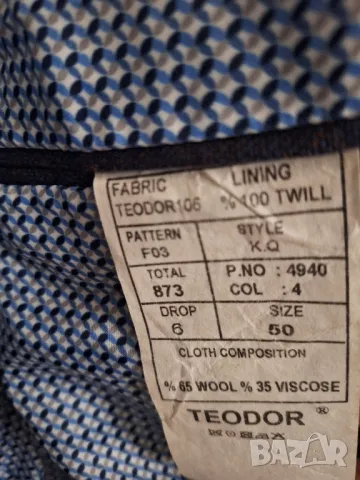 FABRIC LINING
TEODOR106 % 100 TWILL
PATTERN STYLE
F03 K.Q
TOTAL P.NO : 4940
873 COL : 4
DROP SIZE
6 50
CLOTH COMPOSITION
% 65 WOOL % 35 VISCOSE
TEODOR ®
bazar.bg